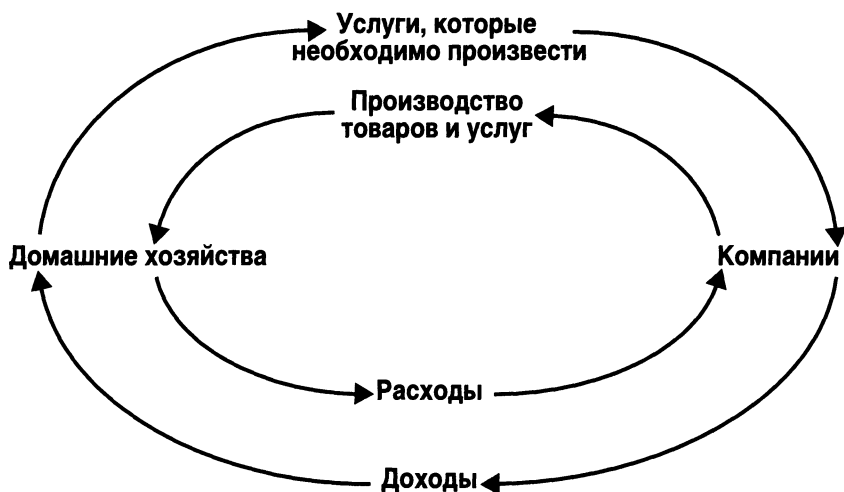 Услуги, которые
необходимо произвести
Производство
товаров и услуг
Домашние хозяйства
Компании
Расходы
Доходы